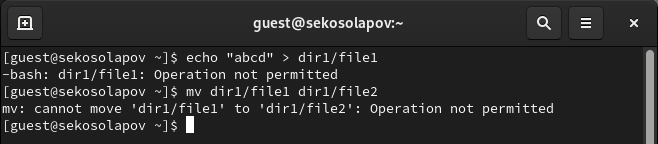 guest@sekosolapov:~
[guest@sekosolapov ~]$ echo "abcd" > dir1/file1
-bash: dir1/file1: Operation not permitted
[guest@sekosolapov ~]$ mv dir1/file1 dir1/file2
mv: cannot move 'dir1/file1' to 'dir1/file2': Operation not permitted
[guest@sekosolapov ~]$